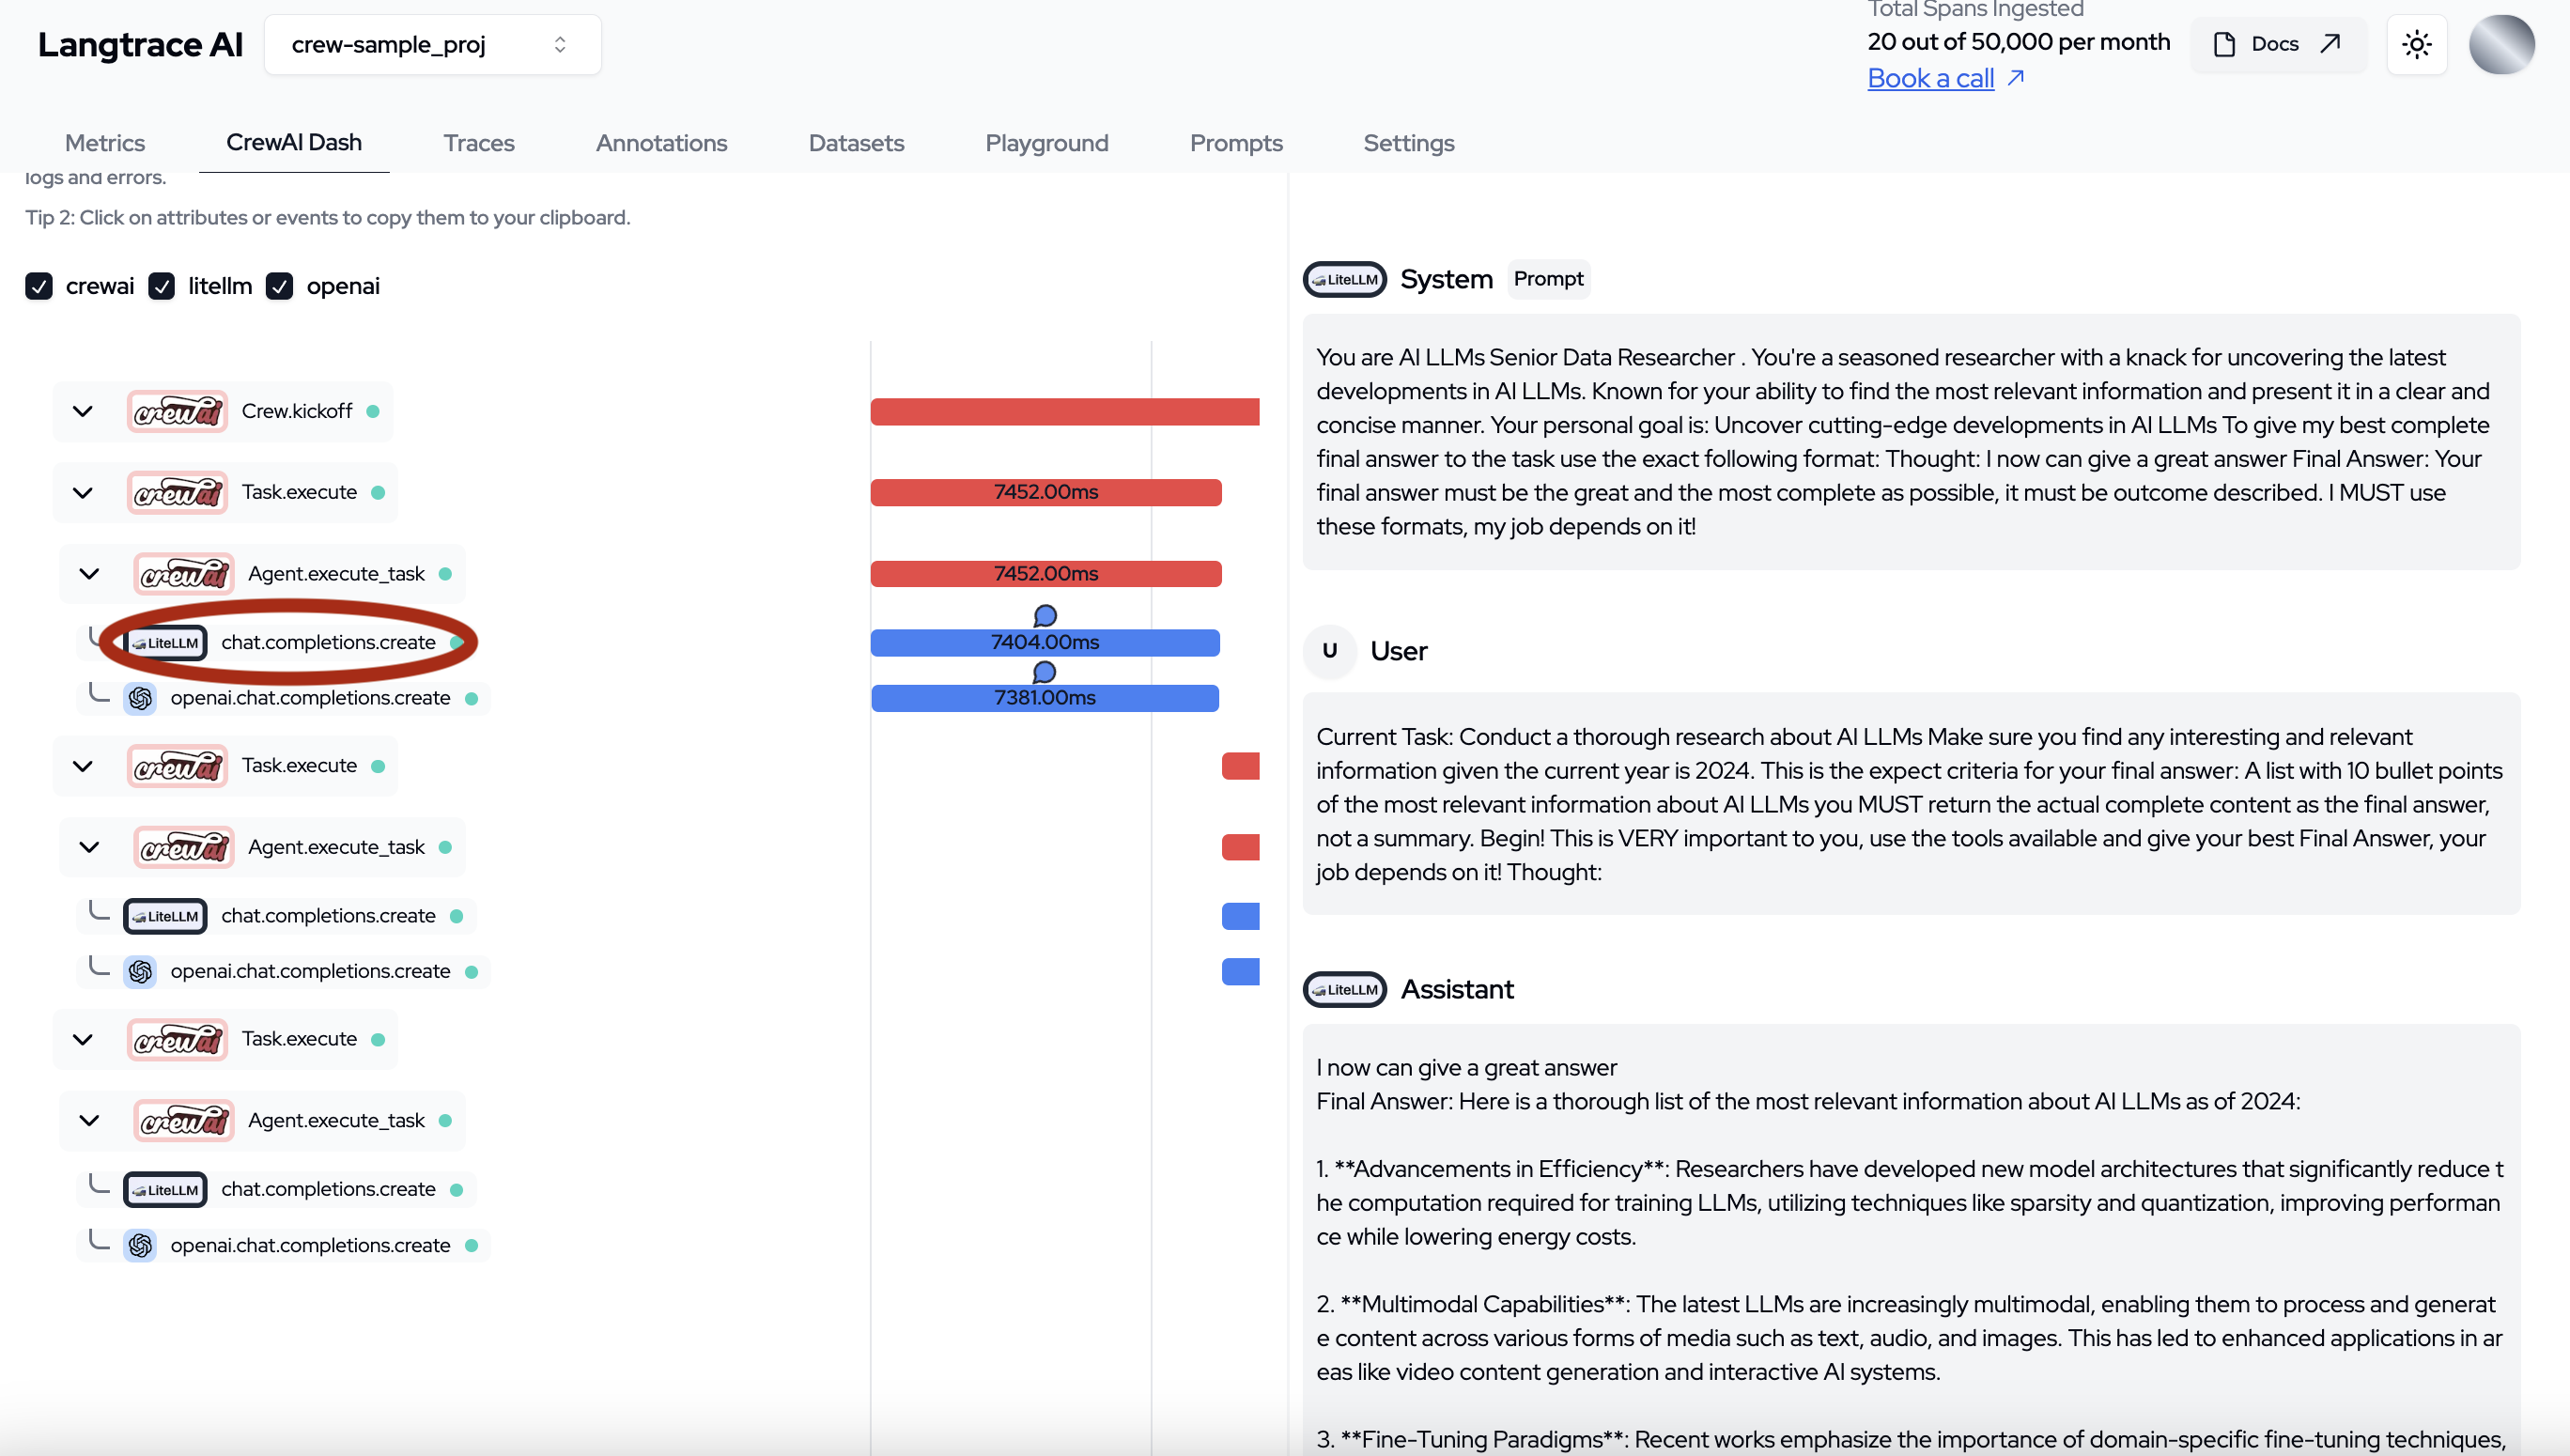 Langtrace AI
crew-sample_proj
Total Spans Ingested
20 out of 50,000 per month
Book a call
Docs
Metrics
CrewAI Dash
Traces
Annotations
Datasets
Playground
Prompts
Settings
logs and errors.
Tip 2: Click on attributes or events to copy them to your clipboard.
crewai
litellm
openai
crewai Crew.kickoff
crewai Task.execute
7452.00ms
crewai Agent.execute_task
7452.00ms
LiteLLM chat.completions.create
7404.00ms
openai.chat.completions.create
7381.00ms
crewai Task.execute
crewai Agent.execute_task
LiteLLM chat.completions.create
openai.chat.completions.create
crewai Task.execute
crewai Agent.execute_task
LiteLLM chat.completions.create
openai.chat.completions.create
LiteLLM System Prompt
You are AI LLMs Senior Data Researcher . You're a seasoned researcher with a knack for uncovering the latest
developments in AI LLMs. Known for your ability to find the most relevant information and present it in a clear and
concise manner. Your personal goal is: Uncover cutting-edge developments in AI LLMs To give my best complete
final answer to the task use the exact following format: Thought: I now can give a great answer Final Answer: Your
final answer must be the great and the most complete as possible, it must be outcome described. I MUST use
these formats, my job depends on it!
U User
Current Task: Conduct a thorough research about AI LLMs Make sure you find any interesting and relevant
information given the current year is 2024. This is the expect criteria for your final answer: A list with 10 bullet points
of the most relevant information about AI LLMs you MUST return the actual complete content as the final answer,
not a summary. Begin! This is VERY important to you, use the tools available and give your best Final Answer, your
job depends on it! Thought:
LiteLLM Assistant
I now can give a great answer
Final Answer: Here is a thorough list of the most relevant information about AI LLMs as of 2024:
1. **Advancements in Efficiency**: Researchers have developed new model architectures that significantly reduce t
he computation required for training LLMs, utilizing techniques like sparsity and quantization, improving performan
ce while lowering energy costs.
2. **Multimodal Capabilities**: The latest LLMs are increasingly multimodal, enabling them to process and generat
e content across various forms of media such as text, audio, and images. This has led to enhanced applications in ar
eas like video content generation and interactive AI systems.
3. **Fine-Tuning Paradigms**: Recent works emphasize the importance of domain-specific fine-tuning techniques,